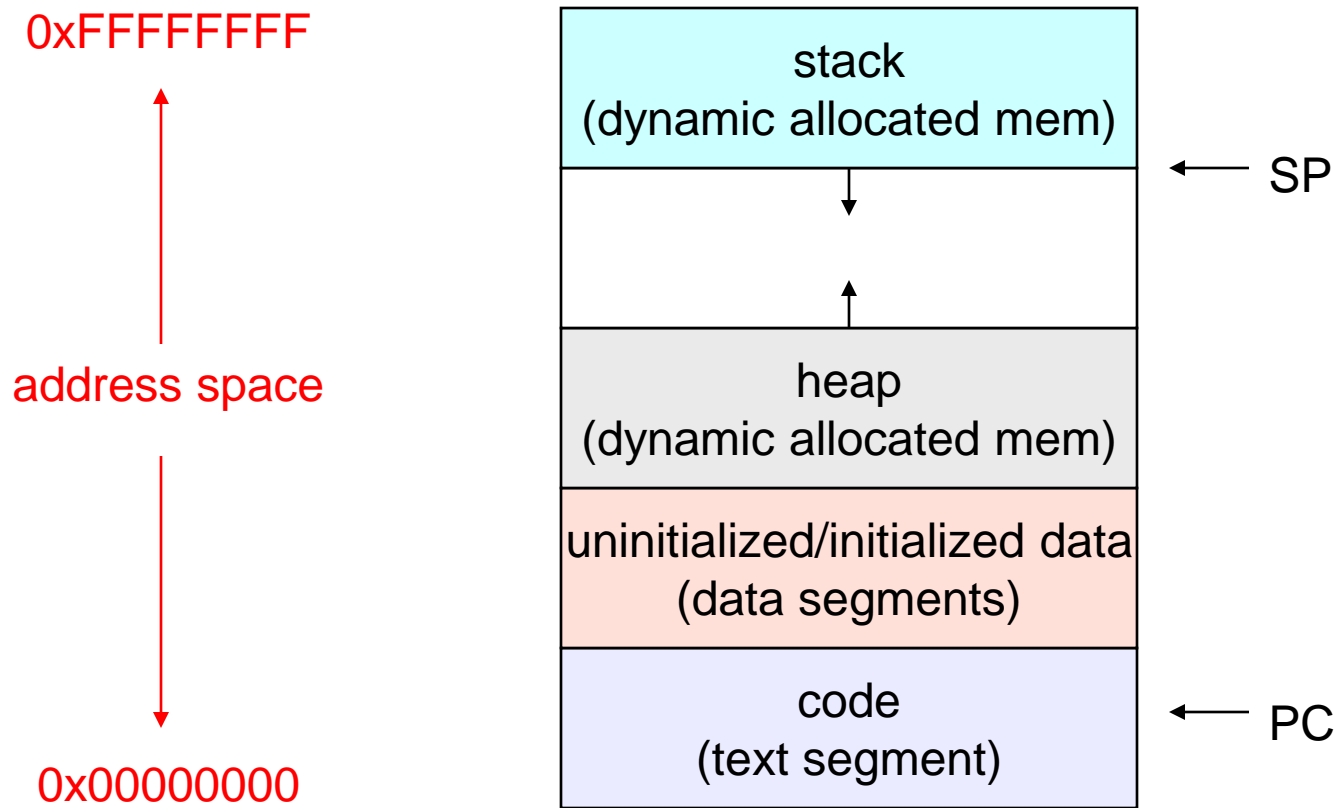 0xFFFFFFFF
stack
(dynamic allocated mem)
SP
address space
heap
(dynamic allocated mem)
uninitialized/initialized data
(data segments)
code
(text segment)
PC
0x00000000